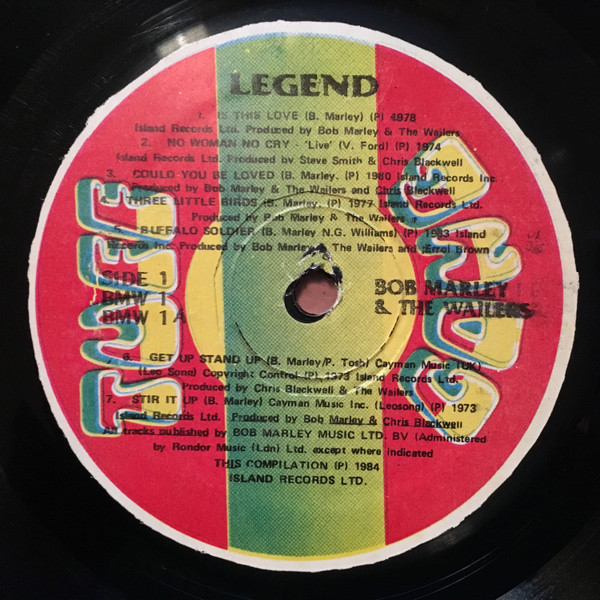 LEGEND
1. IS THIS LOVE (B. Marley) (P) 1978
Island Records Ltd. Produced by Bob Marley & The Wailers
2. NO WOMAN NO CRY - 'Live' (V. Ford) (P) 1974
Island Records Ltd. Produced by Steve Smith & Chris Blackwell
3. COULD YOU BE LOVED (B. Marley. (P) 1980 Island Records Inc.
Produced by Bob Marley & The Wailers and Chris Blackwell
4. THREE LITTLE BIRDS (B. Marley. (P) 1977 Island Records Ltd.
Produced by Bob Marley & The Wailers
5. BUFFALO SOLDIER (B. Marley N.G. Williams) (P) 1983 Island
Records Inc. Produced by Bob Marley & The Wailers and Errol Brown
SIDE 1
BMW 1
BMW 1 A
BOB MARLEY
& THE WAILERS
6. GET UP STAND UP (B. Marley/P. Tosh) Cayman Music (UK)
(Leo Song) Copyright Control (P) 1973 Island Records Ltd.
Produced by Chris Blackwell & The Wailers
7. STIR IT UP (B. Marley) Cayman Music Inc. (Leosong) (P) 1973
Island Records Ltd. Produced by Bob Marley & Chris Blackwell
All tracks published by BOB MARLEY MUSIC LTD. BV (Administered
by Rondor Music (Ldn) Ltd. except where indicated
THIS COMPILATION (P) 1984
ISLAND RECORDS LTD.